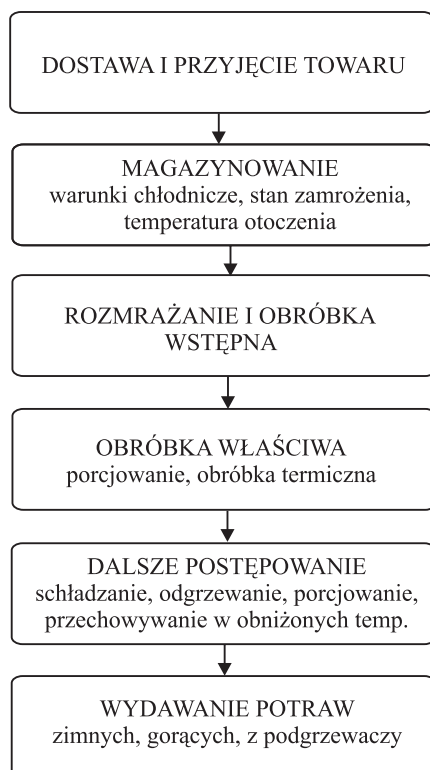 DOSTAWA I PRZYJĘCIE TOWARU
MAGAZYNOWANIE
warunki chłodnicze, stan zamrożenia,
temperatura otoczenia
ROZMRAŻANIE I OBRÓBKA
WSTĘPNA
OBRÓBKA WŁAŚCIWA
porcjowanie, obróbka termiczna
DALSZE POSTĘPOWANIE
schładzanie, odgrzewanie, porcjowanie,
przechowywanie w obniżonych temp.
WYDAWANIE POTRAW
zimnych, gorących, z podgrzewaczy